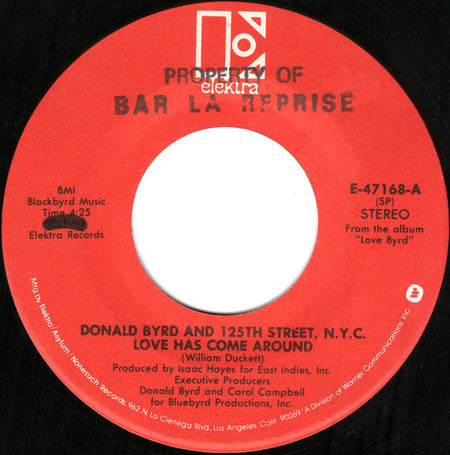 PROPERTY OF
elektra
BAR LA REPRISE
BMI
Blackbyrd Music
Time 4:25
Elektra Records
E-47168-A
(SP)
STEREO
From the album
"Love Byrd"
DONALD BYRD AND 125TH STREET, N.Y.C.
LOVE HAS COME AROUND
(William Duckett)
Produced by Isaac Hayes for East Indies, Inc.
Executive Producers
Donald Byrd and Carol Campbell
for Bluebyrd Productions, Inc.
Mfg by Elektra/Asylum/Nonesuch Records, 962 N. La Cienega Blvd., Los Angeles, Calif. 90069/A Division of Warner Communications, Inc.